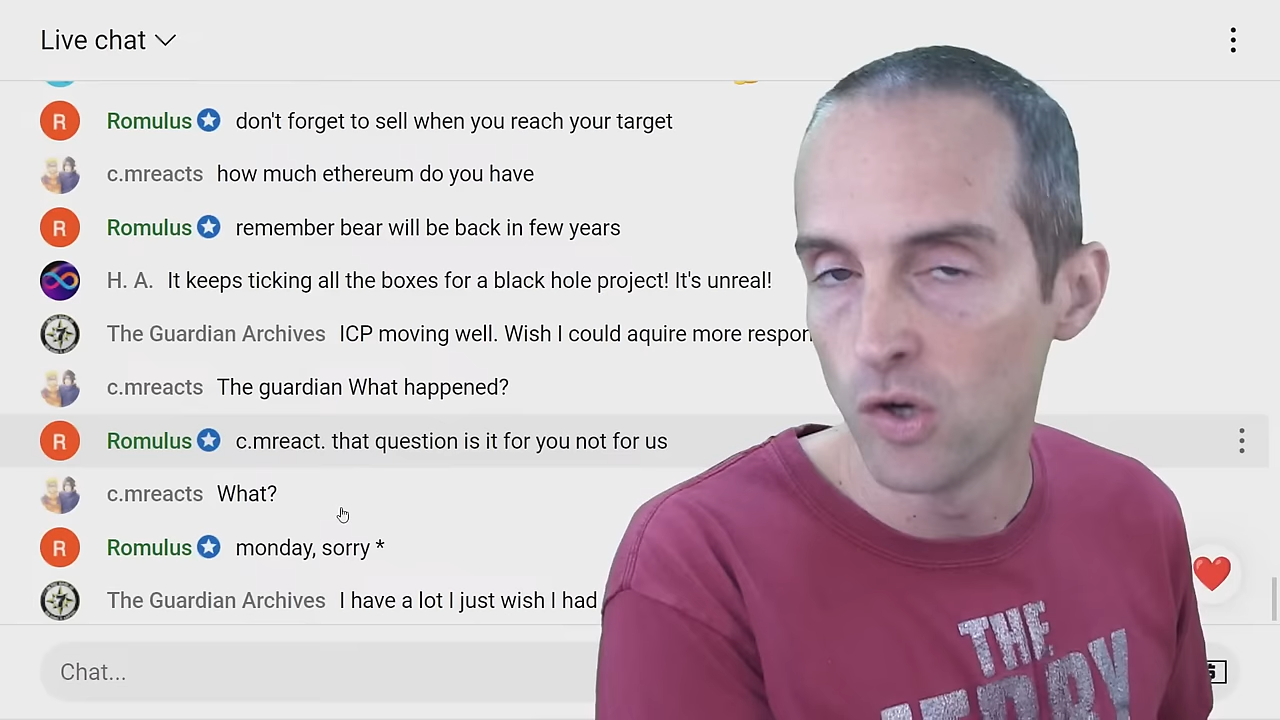 Live chat
R Romulus don't forget to sell when you reach your target
c.mreacts how much ethereum do you have
R Romulus remember bear will be back in few years
H. A. It keeps ticking all the boxes for a black hole project! It's unreal!
7 The Guardian Archives ICP moving well. Wish I could aquire more respon
c.mreacts The guardian What happened?
R Romulus c.mreact. that question is it for you not for us
c.mreacts What?
R Romulus monday, sorry *
7 The Guardian Archives I have a lot I just wish I had
Chat...
THE